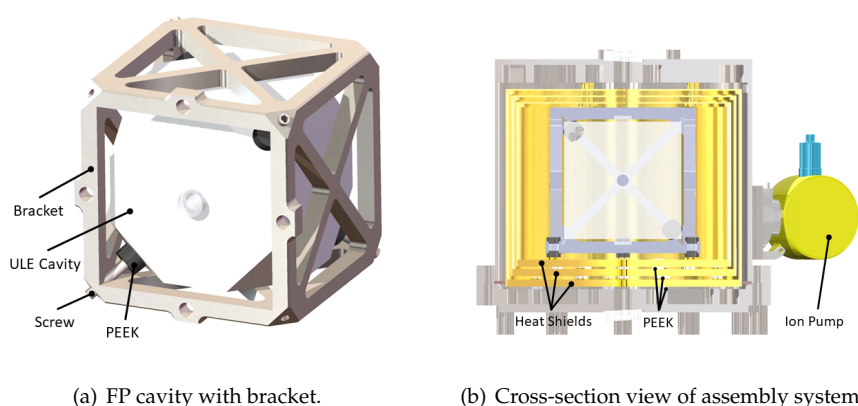 Bracket
ULE Cavity
Screw
PEEK
Heat Shields
PEEK
Ion Pump
(a) FP cavity with bracket.
(b) Cross-section view of assembly system